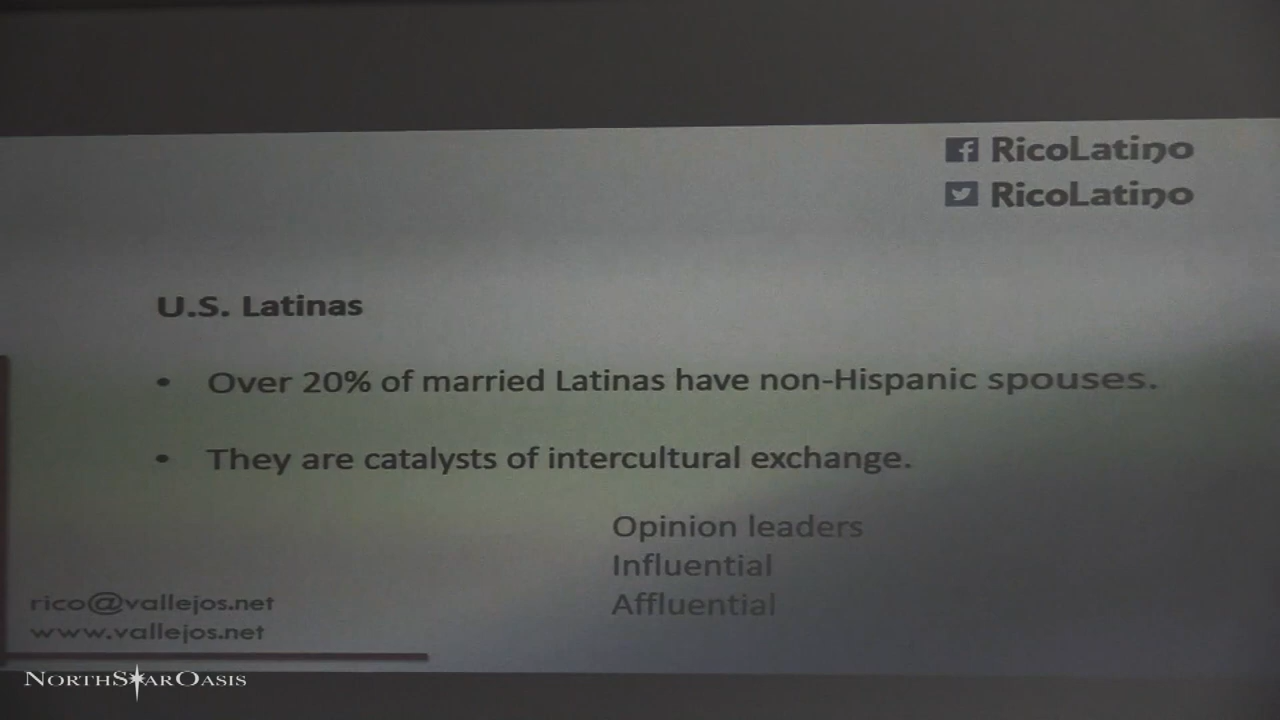 RicoLatino
RicoLatino
U.S. Latinas
• Over 20% of married Latinas have non-Hispanic spouses.
• They are catalysts of intercultural exchange.
Opinion leaders
Influential
Affluential
rico@vallejos.net
www.vallejos.net
NORTHSTAROASIS